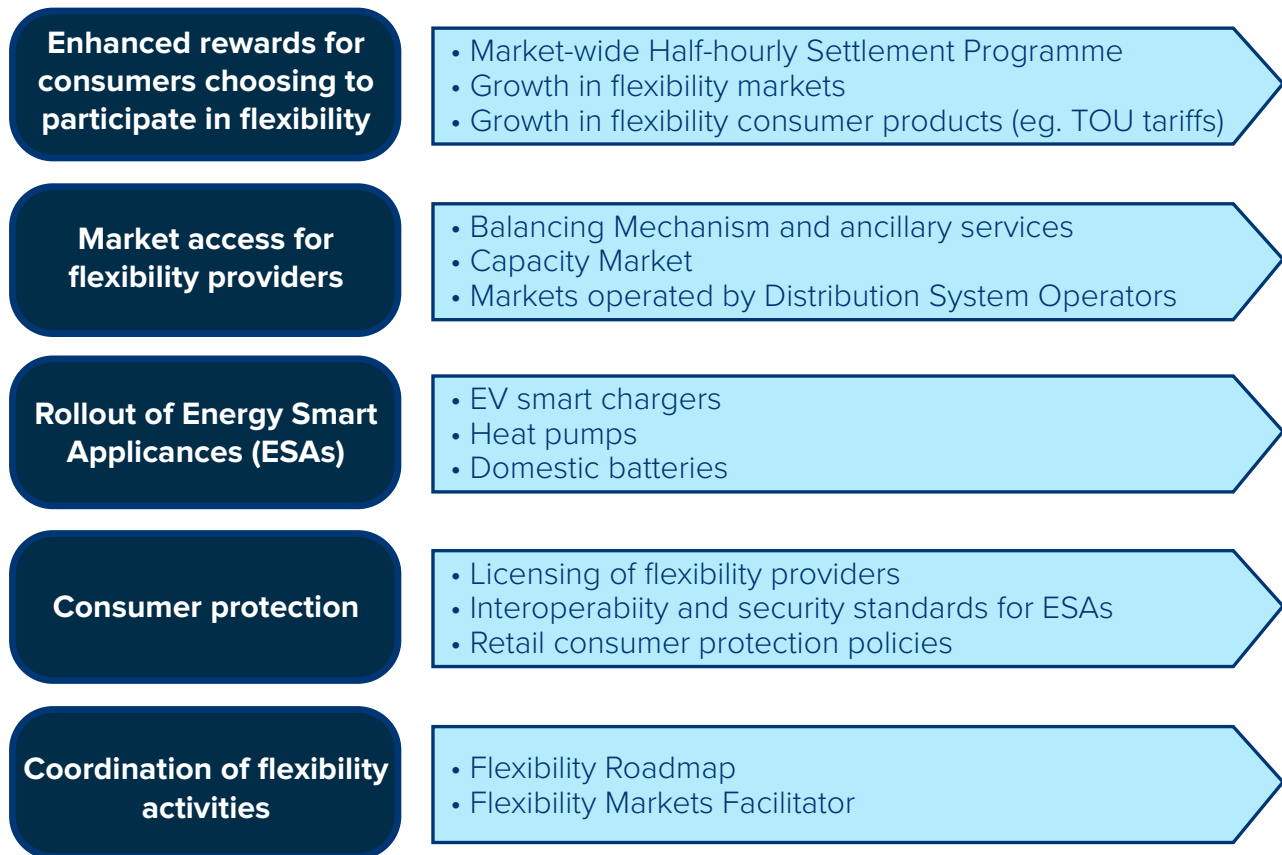 Enhanced rewards for
consumers choosing to
participate in flexibility
• Market-wide Half-hourly Settlement Programme
• Growth in flexibility markets
• Growth in flexibility consumer products (eg. TOU tariffs)
Market access for
flexibility providers
• Balancing Mechanism and ancillary services
• Capacity Market
• Markets operated by Distribution System Operators
Rollout of Energy Smart
Applicances (ESAs)
• EV smart chargers
• Heat pumps
• Domestic batteries
Consumer protection
• Licensing of flexibility providers
• Interoperabiity and security standards for ESAs
• Retail consumer protection policies
Coordination of flexibility
activities
• Flexibility Roadmap
• Flexibility Markets Facilitator